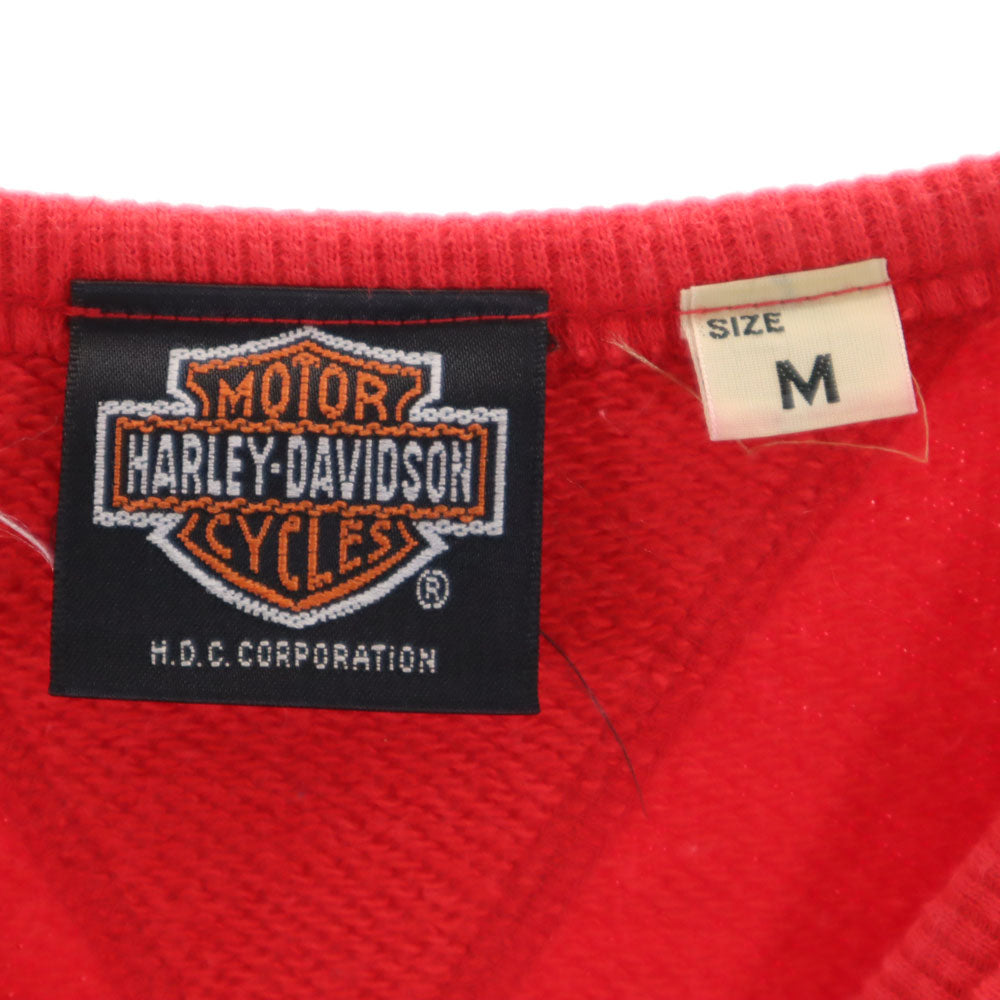 MOTOR
HARLEY-DAVIDSON
CYCLES
®
H.D.C. CORPORATION
SIZE
M